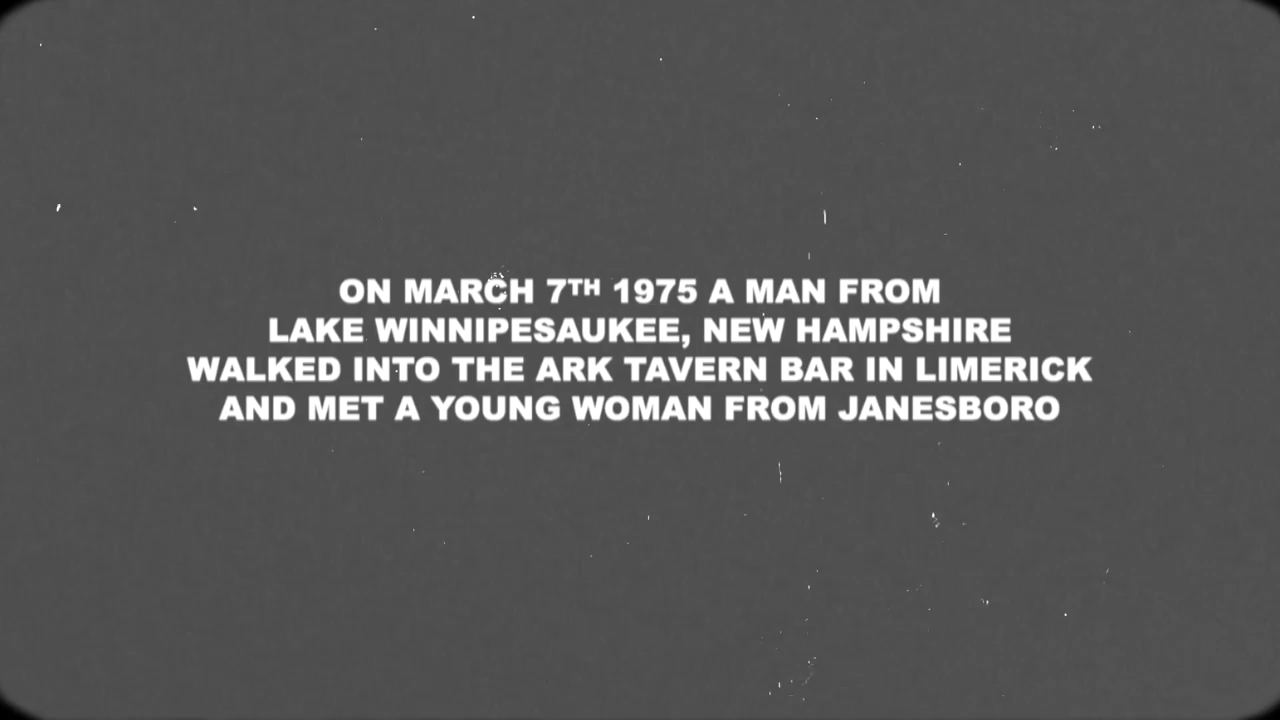 ON MARCH 7TH 1975 A MAN FROM
LAKE WINNIPESAUKEE, NEW HAMPSHIRE
WALKED INTO THE ARK TAVERN BAR IN LIMERICK
AND MET A YOUNG WOMAN FROM JANESBORO